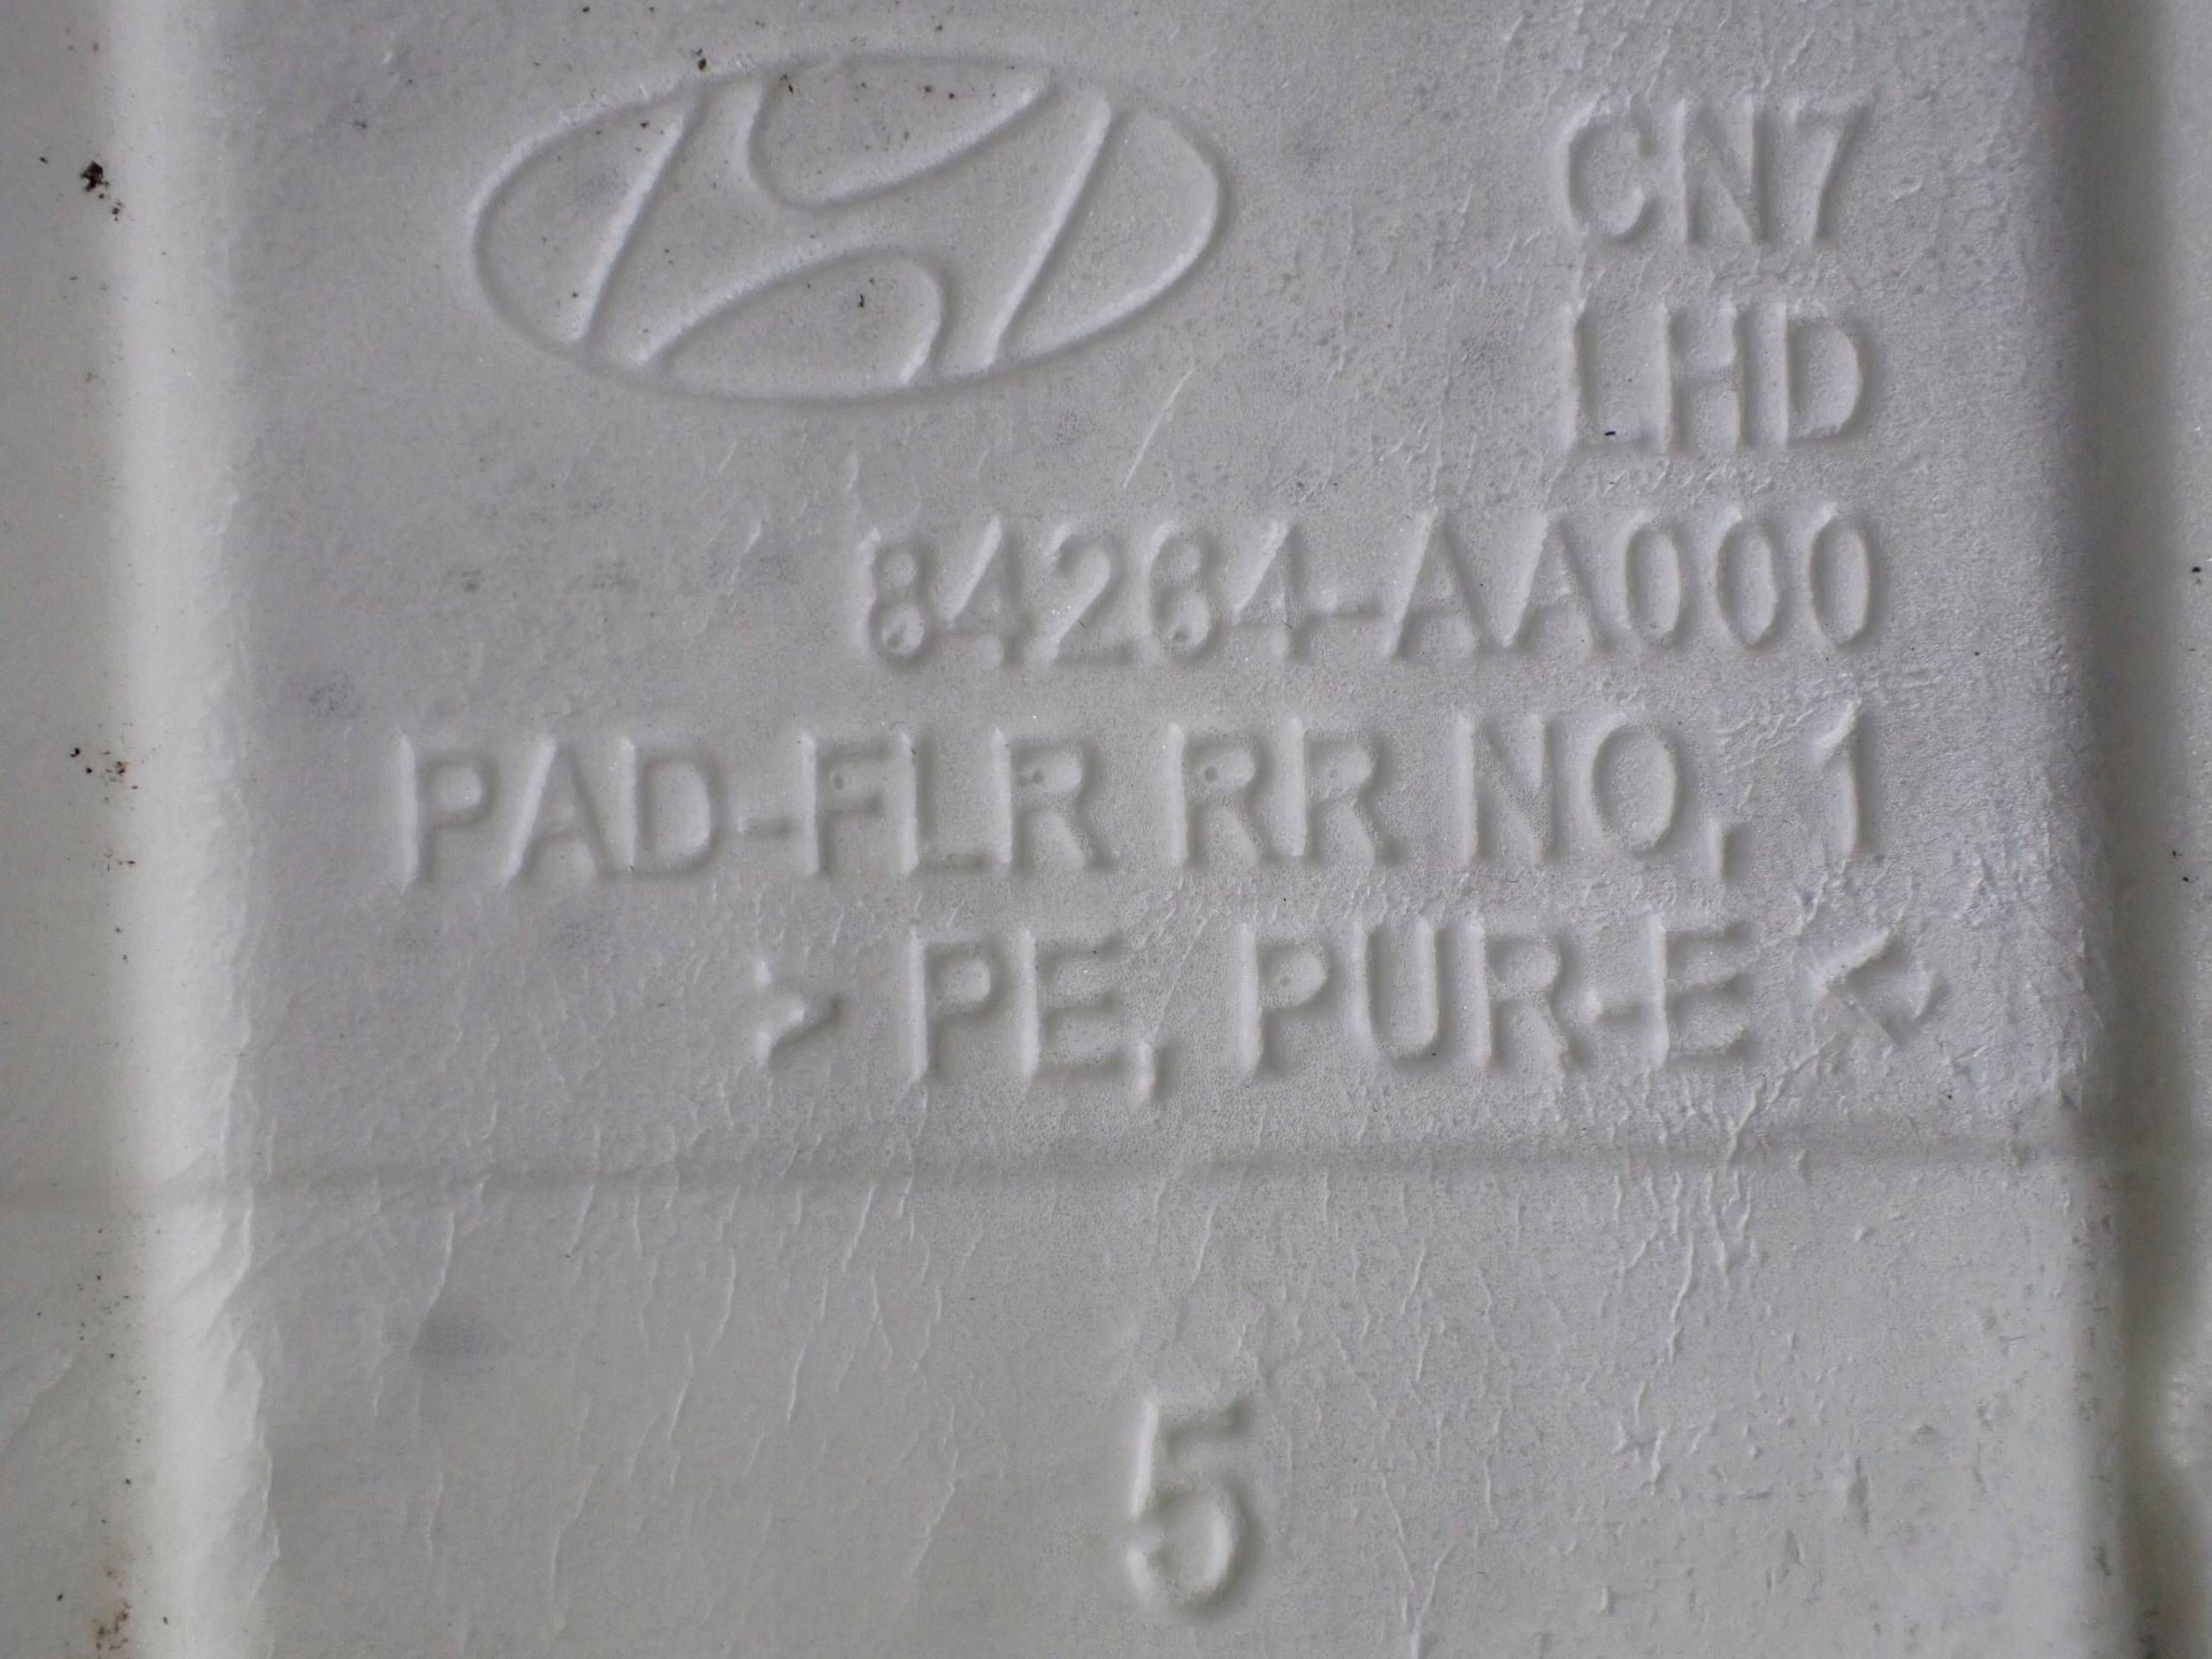 CN7
LHD
84264-AA000
PAD-FLR RR NO. 1
>PE, PUR-E<
5